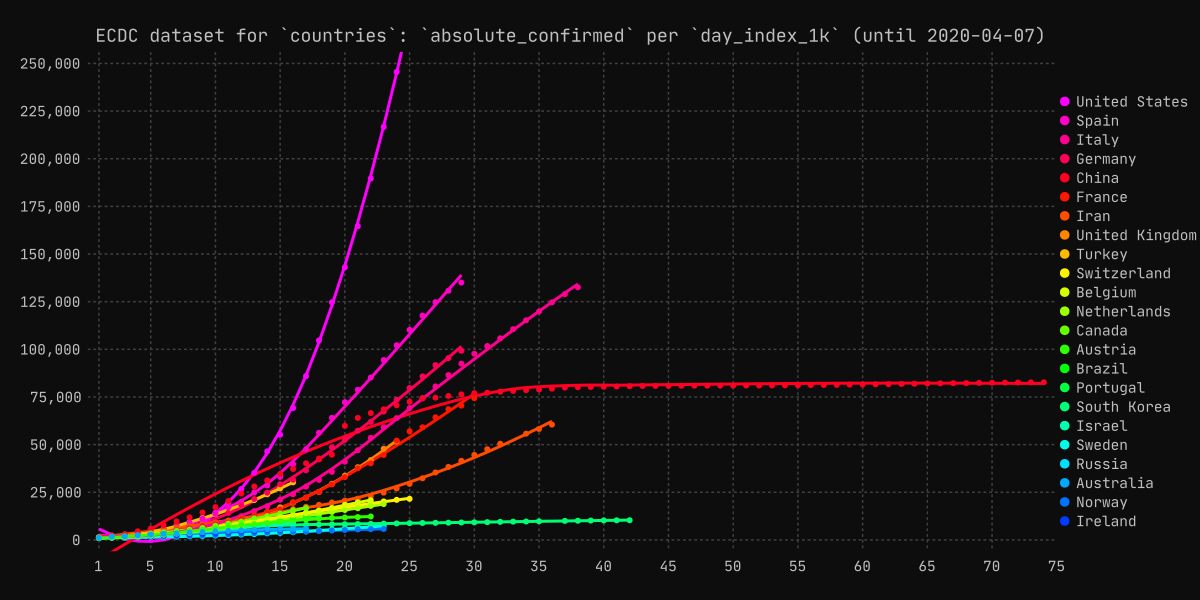 ECDC dataset for `countries`: `absolute_confirmed` per `day_index_1k` (until 2020-04-07)
250,000
225,000
200,000
175,000
150,000
125,000
100,000
75,000
50,000
25,000
0
1 5 10 15 20 25 30 35 40 45 50 55 60 65 70 75
United States
Spain
Italy
Germany
China
France
Iran
United Kingdom
Turkey
Switzerland
Belgium
Netherlands
Canada
Austria
Brazil
Portugal
South Korea
Israel
Sweden
Russia
Australia
Norway
Ireland